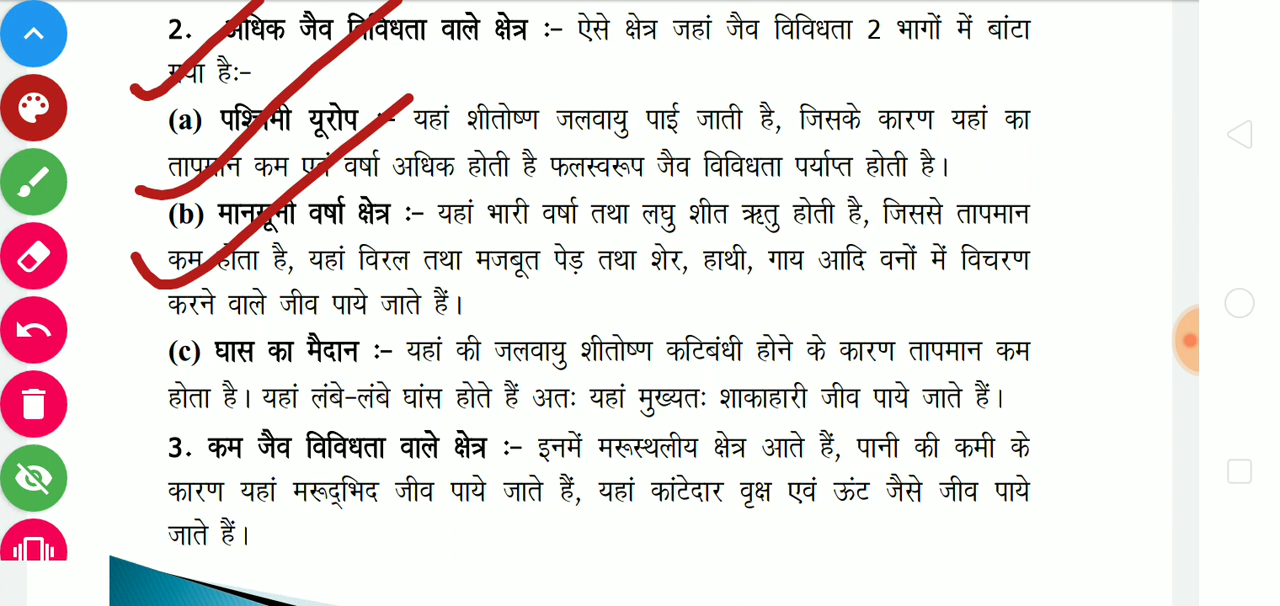 2. अधिक जैव विविधता वाले क्षेत्र :– ऐसे क्षेत्र जहां जैव विविधता 2 भागों में बांटा
गया है:–
(a) पश्चिमी यूरोप :– यहां शीतोष्ण जलवायु पाई जाती है, जिसके कारण यहां का
तापमान कम एवं वर्षा अधिक होती है फलस्वरूप जैव विविधता पर्याप्त होती है।
(b) मानसूनी वर्षा क्षेत्र :– यहां भारी वर्षा तथा लघु शीत ऋतु होती है, जिससे तापमान
कम होता है, यहां विरल तथा मजबूत पेड़ तथा शेर, हाथी, गाय आदि वनों में विचरण
करने वाले जीव पाये जाते हैं।
(c) घास का मैदान :– यहां की जलवायु शीतोष्ण कटिबंधी होने के कारण तापमान कम
होता है। यहां लंबे–लंबे घांस होते हैं अतः यहां मुख्यतः शाकाहारी जीव पाये जाते हैं।
3. कम जैव विविधता वाले क्षेत्र :– इनमें मरूस्थलीय क्षेत्र आते हैं, पानी की कमी के
कारण यहां मरूद्भिद जीव पाये जाते हैं, यहां कांटेदार वृक्ष एवं ऊंट जैसे जीव पाये
जाते हैं।